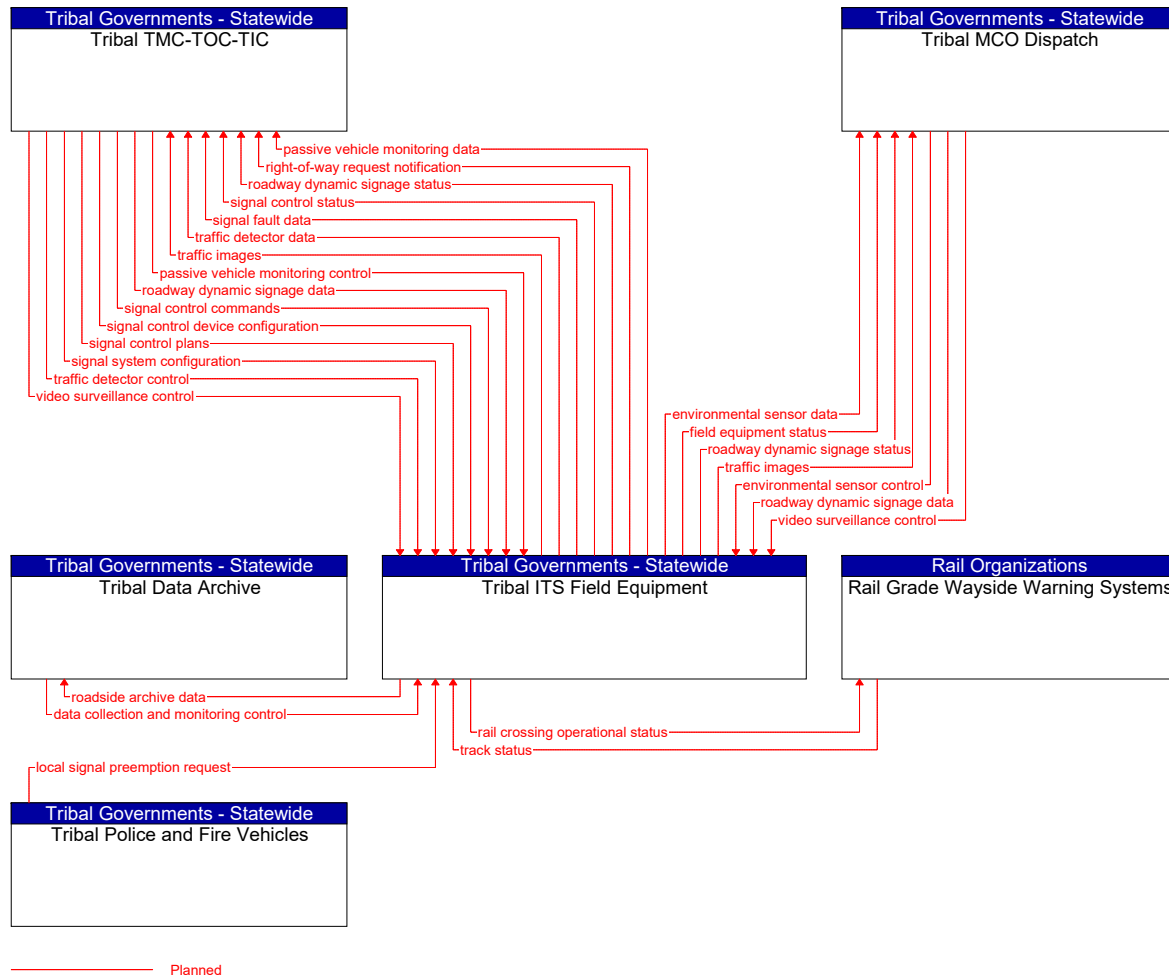 Tribal Governments - Statewide
Tribal TMC-TOC-TIC
Tribal Governments - Statewide
Tribal MCO Dispatch
passive vehicle monitoring data
right-of-way request notification
roadway dynamic signage status
signal control status
signal fault data
traffic detector data
traffic images
passive vehicle monitoring control
roadway dynamic signage data
signal control commands
signal control device configuration
signal control plans
signal system configuration
traffic detector control
video surveillance control
environmental sensor data
field equipment status
roadway dynamic signage status
traffic images
environmental sensor control
roadway dynamic signage data
video surveillance control
Tribal Governments - Statewide
Tribal Data Archive
Tribal Governments - Statewide
Tribal ITS Field Equipment
Rail Organizations
Rail Grade Wayside Warning Systems
roadside archive data
data collection and monitoring control
rail crossing operational status
track status
local signal preemption request
Tribal Governments - Statewide
Tribal Police and Fire Vehicles
Planned